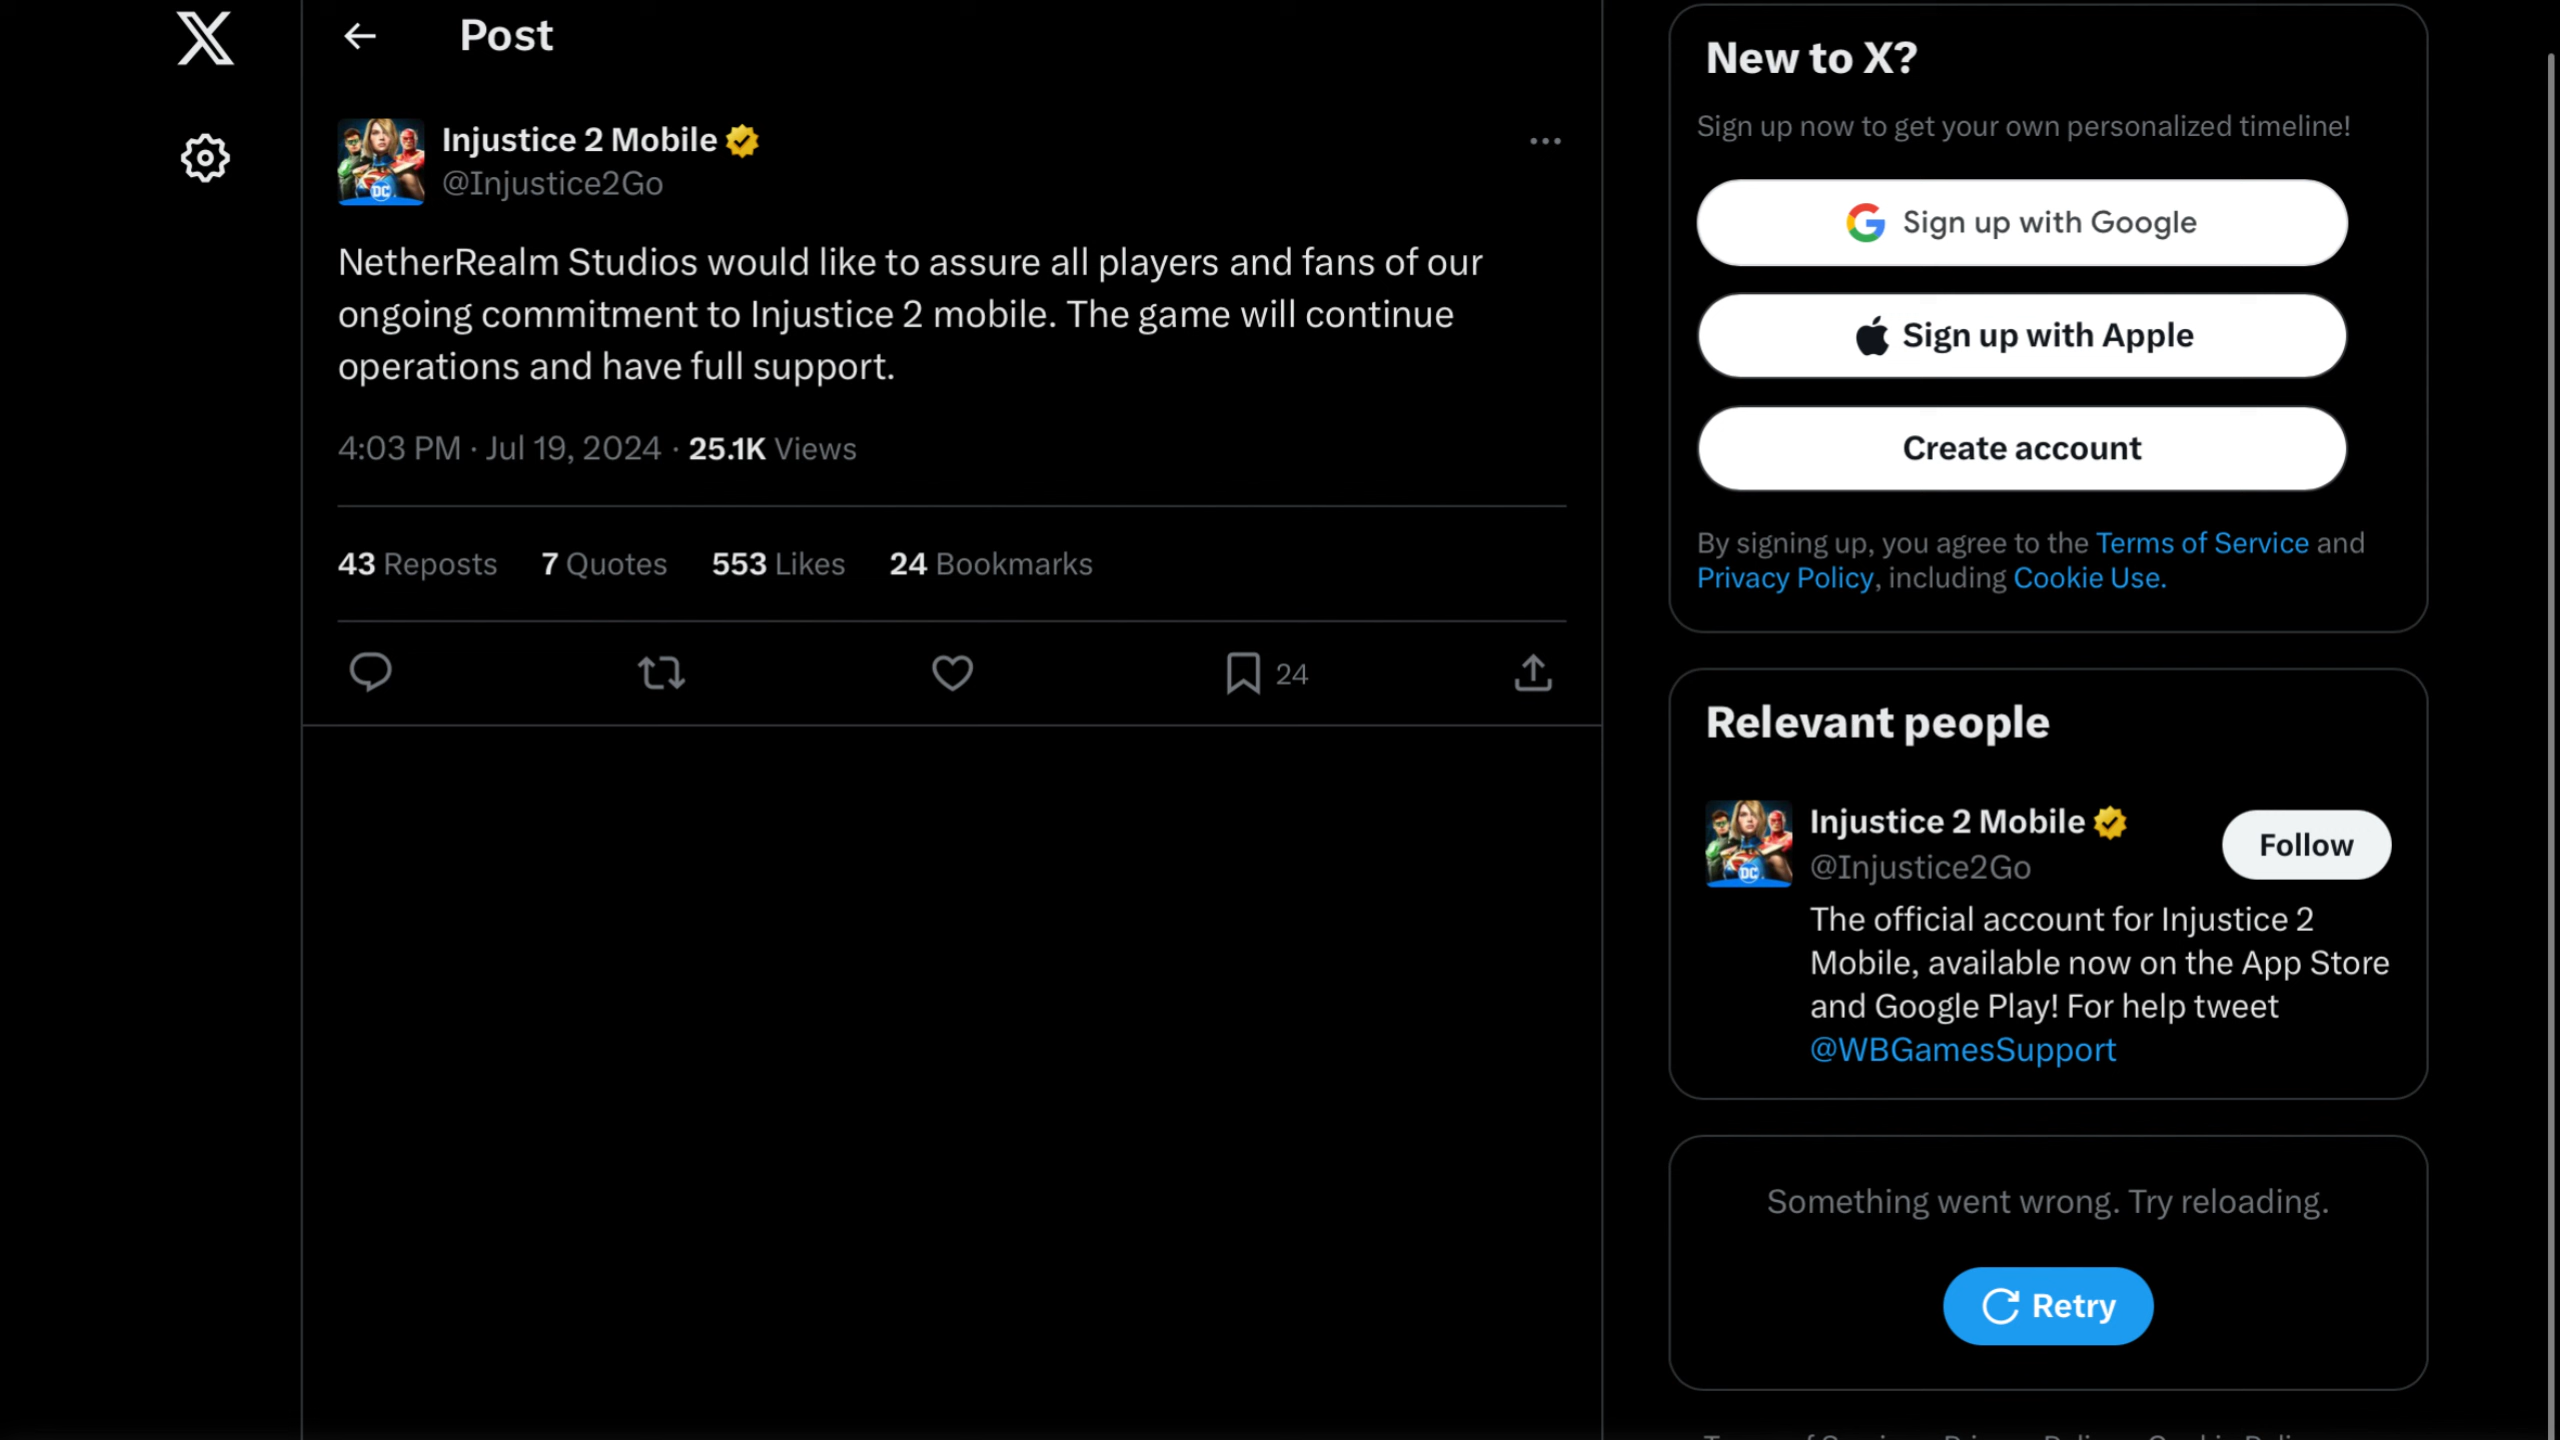 Post
Injustice 2 Mobile
@Injustice2Go
NetherRealm Studios would like to assure all players and fans of our
ongoing commitment to Injustice 2 mobile. The game will continue
operations and have full support.
4:03 PM · Jul 19, 2024 · 25.1K Views
43 Reposts 7 Quotes 553 Likes 24 Bookmarks
24
New to X?
Sign up now to get your own personalized timeline!
Sign up with Google
Sign up with Apple
Create account
By signing up, you agree to the Terms of Service and
Privacy Policy, including Cookie Use.
Relevant people
Injustice 2 Mobile
@Injustice2Go
Follow
The official account for Injustice 2
Mobile, available now on the App Store
and Google Play! For help tweet
@WBGamesSupport
Something went wrong. Try reloading.
Retry